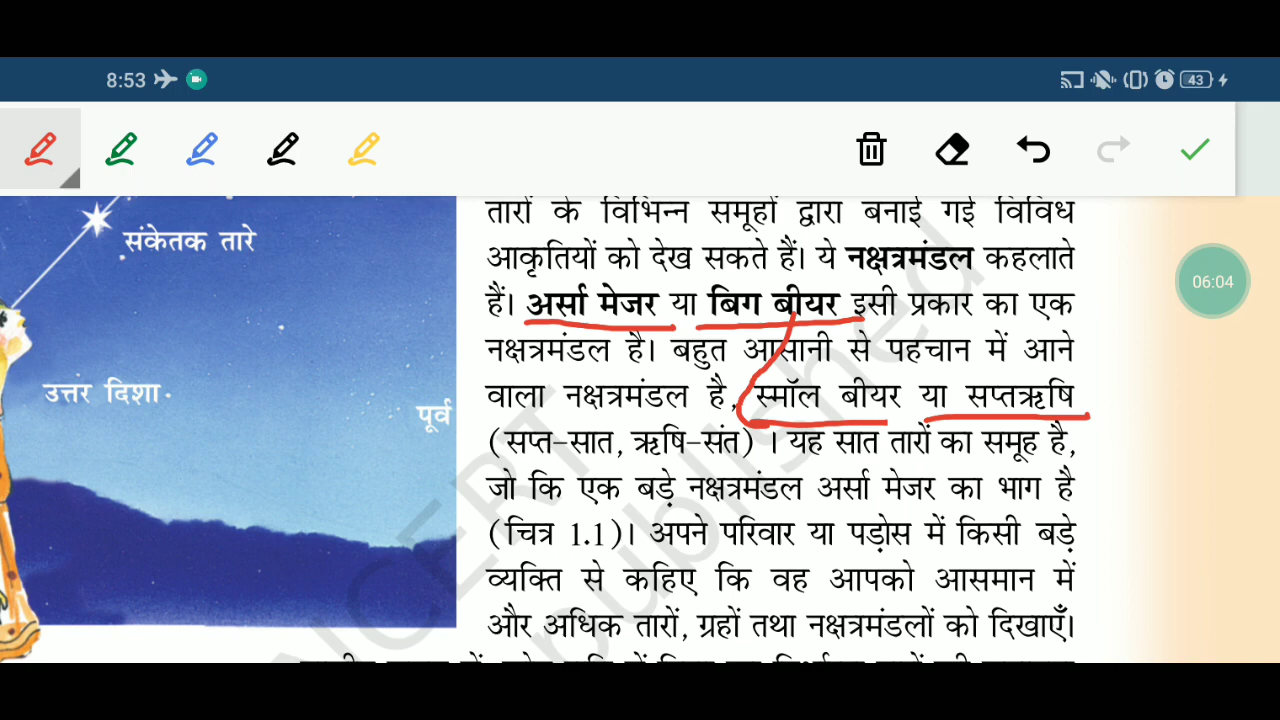 8:53
43
तारों के विभिन्न समूहों द्वारा बनाई गई विविध
संकेतक तारे
आकृतियों को देख सकते हैं। ये नक्षत्रमंडल कहलाते
06:04
हैं। अर्सा मेजर या बिग बीयर इसी प्रकार का एक
नक्षत्रमंडल है। बहुत आसानी से पहचान में आने
उत्तर दिशा
वाला नक्षत्रमंडल है, स्मॉल बीयर या सप्तऋषि
पूर्व
(सप्त–सात, ऋषि–संत) । यह सात तारों का समूह है,
जो कि एक बड़े नक्षत्रमंडल अर्सा मेजर का भाग है
(चित्र 1.1)। अपने परिवार या पड़ोस में किसी बड़े
व्यक्ति से कहिए कि वह आपको आसमान में
और अधिक तारों, ग्रहों तथा नक्षत्रमंडलों को दिखाएँ।
NCERT
published